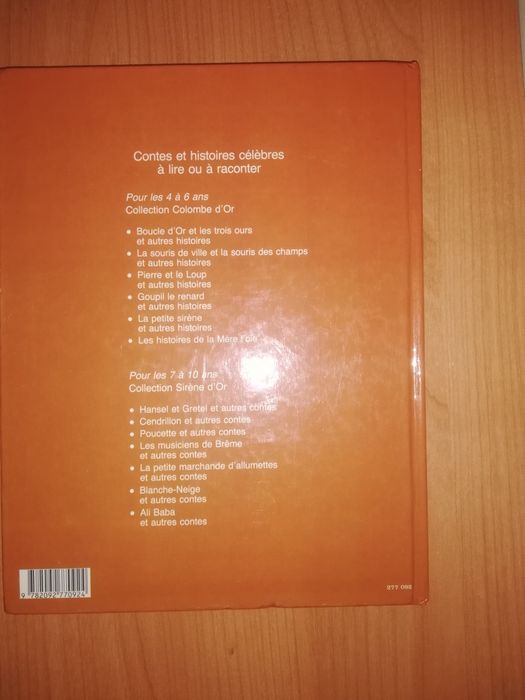 Contes et histoires célèbres
à lire ou à raconter
Pour les 4 à 6 ans
Collection Colombe d'Or
• Boucle d'Or et les trois ours
et autres histoires
• La souris de ville et la souris des champs
et autres histoires
• Pierre et le Loup
et autres histoires
• Goupil le renard
et autres histoires
• La petite sirène
et autres histoires
• Les histoires de la Mère l'oie
Pour les 7 à 10 ans
Collection Sirène d'Or
• Hansel et Gretel et autres contes
• Cendrillon et autres contes
• Poucette et autres contes
• Les musiciens de Brême
et autres contes
• La petite marchande d'allumettes
et autres contes
• Blanche-Neige
et autres contes
• Ali Baba
et autres contes
9 782092 770924
277 092